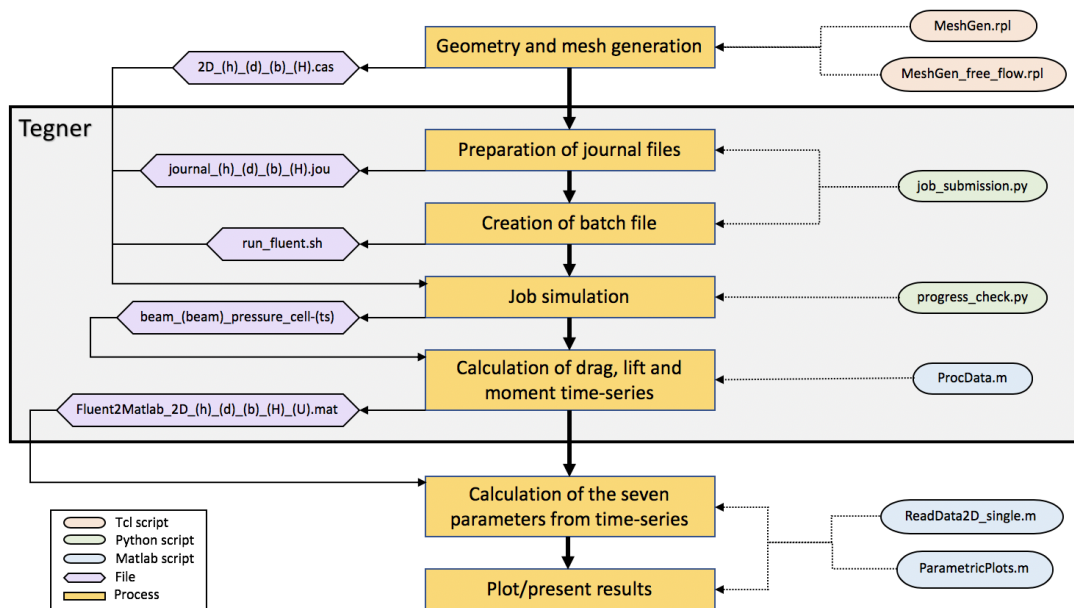 MeshGen.rpl
Geometry and mesh generation
2D_(h)_(d)_(b)_(H).cas
MeshGen_free_flow.rpl
Tegner
Preparation of journal files
journal_(h)_(d)_(b)_(H).jou
job_submission.py
Creation of batch file
run_fluent.sh
Job simulation
progress_check.py
beam_(beam)_pressure_cell-(ts)
Calculation of drag, lift and
moment time-series
ProcData.m
Fluent2Matlab_2D_(h)_(d)_(b)_(H)_(U).mat
Calculation of the seven
parameters from time-series
ReadData2D_single.m
ParametricPlots.m
Plot/present results
Tcl script
Python script
Matlab script
File
Process